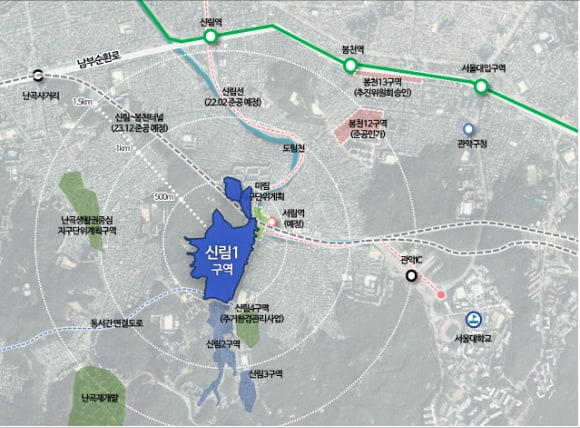 신림역
남부순환로
봉천역
서울대입구역
난곡사거리
신림선
(22.02 준공 예정)
봉천13구역
(추진위원회 승인)
1.5km
신림~봉천터널
(23.12 준공 예정)
봉천12구역
(준공인가)
관악구청
1km
도림천
500m
미림
지구단위계획
서림역
(예정)
난곡생활권중심
지구단위계획구역
신림1
구역
관악IC
신림4구역
(주거환경관리사업)
동서간 연결도로
신림2구역
서울대학교
신림3구역
난곡재개발